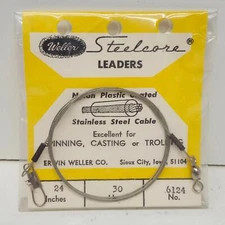 Weller Steelcore®
LEADERS
Nylon Plastic Coated
Stainless Steel Cable
Excellent for
SPINNING, CASTING or TROLLING
ERWIN WELLER CO. Sioux City, Iowa, 51104
24 30 6124
Inches No.